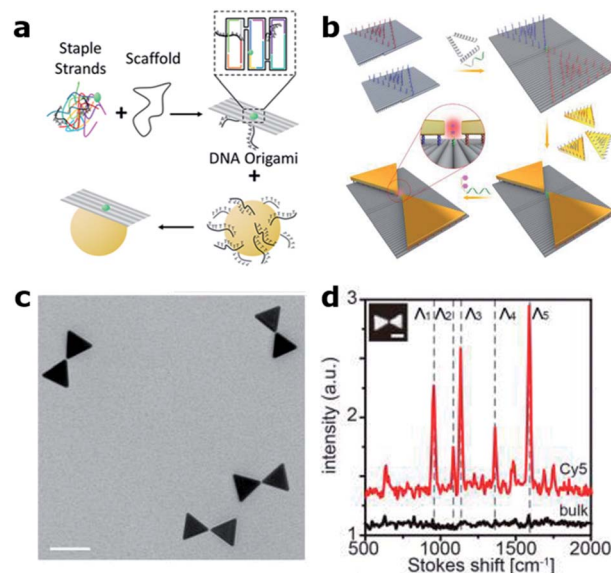 a
Staple
Strands
Scaffold
+
DNA Origami
+
b
c
d
3
2
1
intensity (a.u.)
Λ1 Λ2 Λ3 Λ4 Λ5
Cy5
bulk
500 1000 1500 2000
Stokes shift [cm⁻¹]